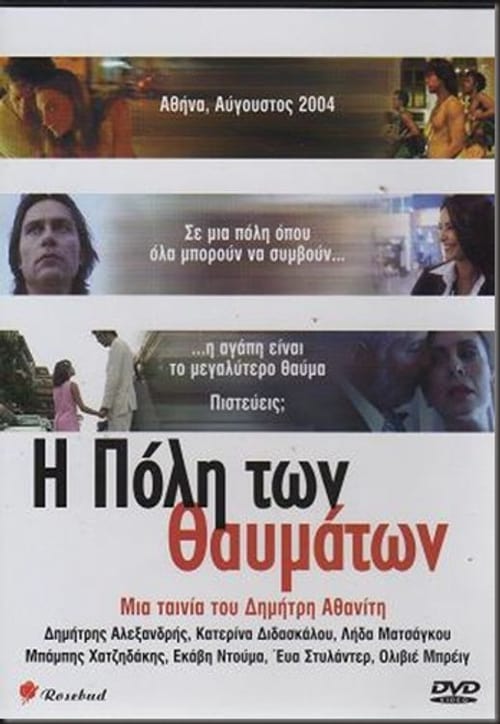 Αθήνα, Αύγουστος 2004
Σε μια πόλη όπου
όλα μπορούν να συμβούν...
...η αγάπη είναι
το μεγαλύτερο θαύμα
Πιστεύεις;
Η Πόλη των
θαυμάτων
Μια ταινία του Δημήτρη Αθανίτη
Δημήτρης Αλεξανδρής, Κατερίνα Διδασκάλου, Λήδα Ματσάγκου
Μπάμπης Χατζηδάκης, Εκάβη Ντούμα, Έυα Στυλάντερ, Ολιβιέ Μπρέιγ
Rosebud
DVD
VIDEO